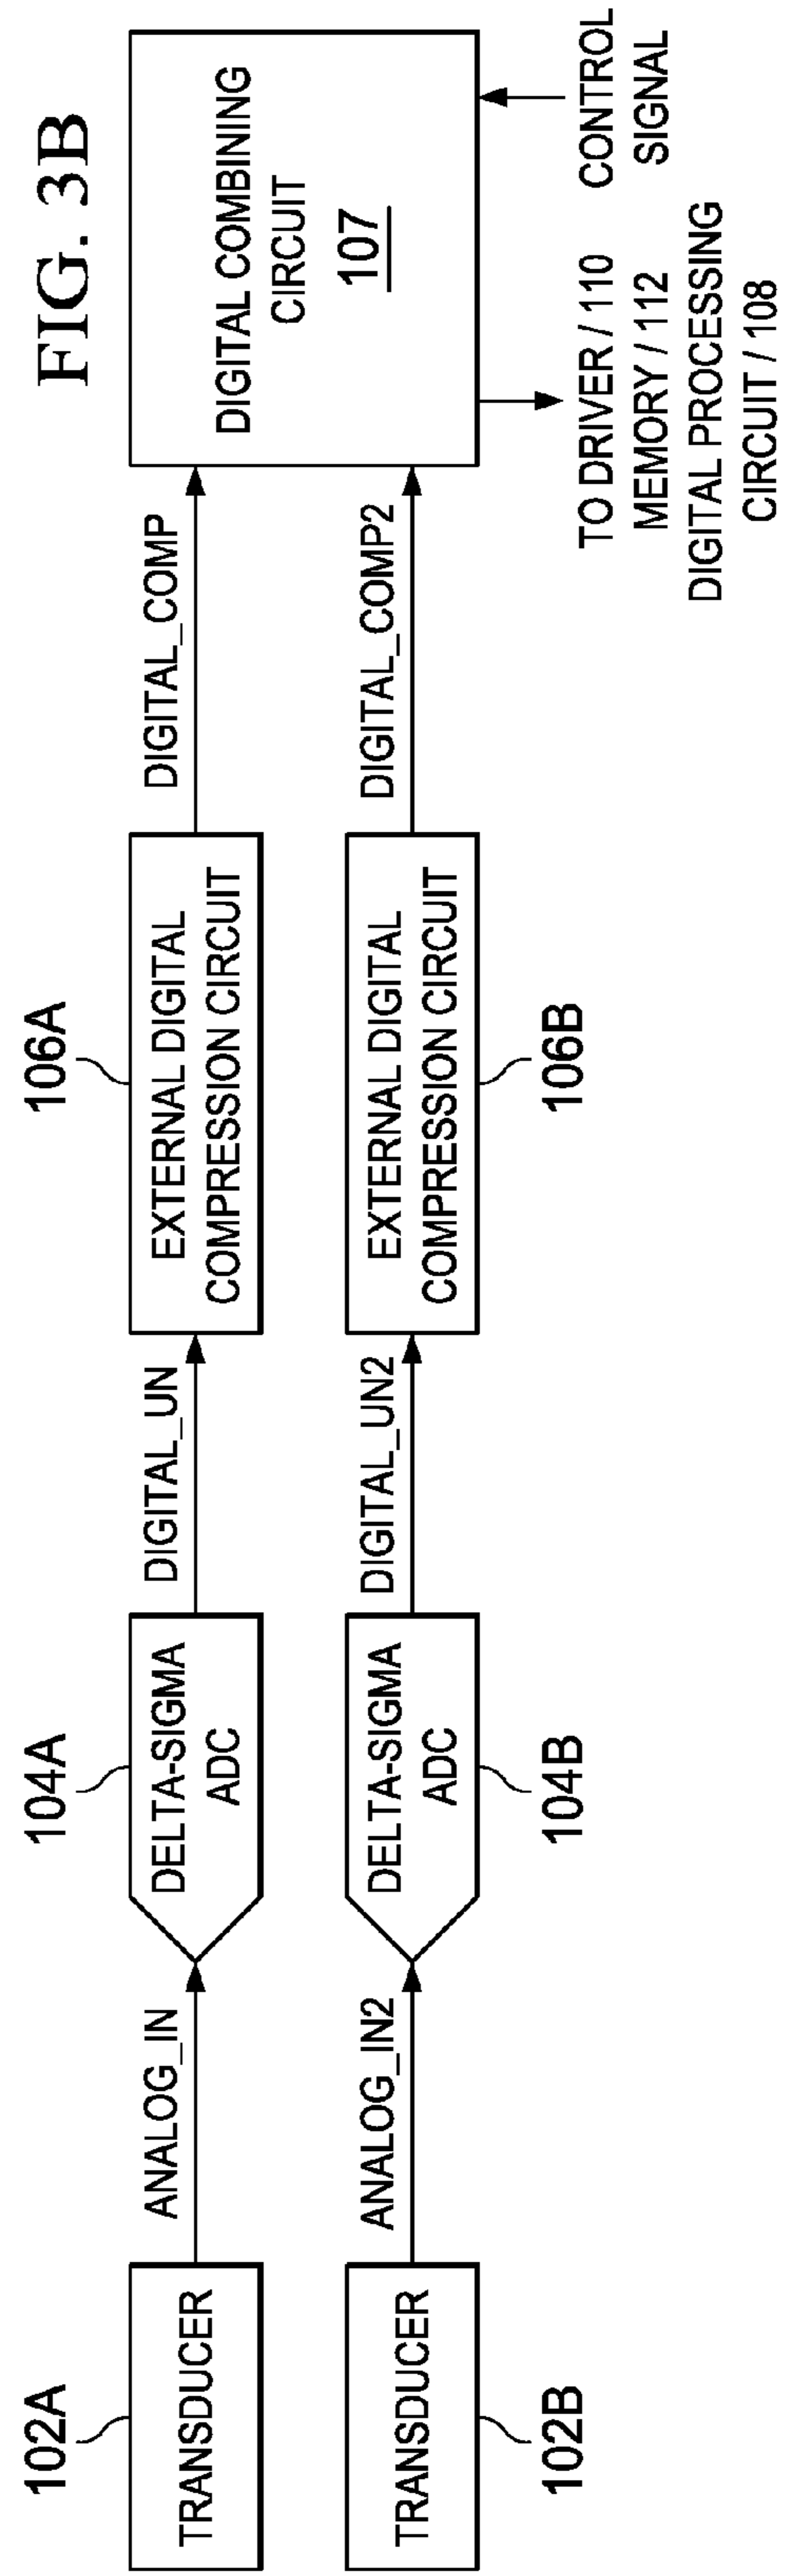 FIG. 3B
102A
TRANSDUCER
ANALOG_IN
104A
DELTA-SIGMA
ADC
DIGITAL_UN
106A
EXTERNAL DIGITAL
COMPRESSION CIRCUIT
DIGITAL_COMP
DIGITAL COMBINING
CIRCUIT
107
102B
TRANSDUCER
ANALOG_IN2
104B
DELTA-SIGMA
ADC
DIGITAL_UN2
106B
EXTERNAL DIGITAL
COMPRESSION CIRCUIT
DIGITAL_COMP2
TO DRIVER / 110
MEMORY / 112
DIGITAL PROCESSING
CIRCUIT / 108
CONTROL
SIGNAL